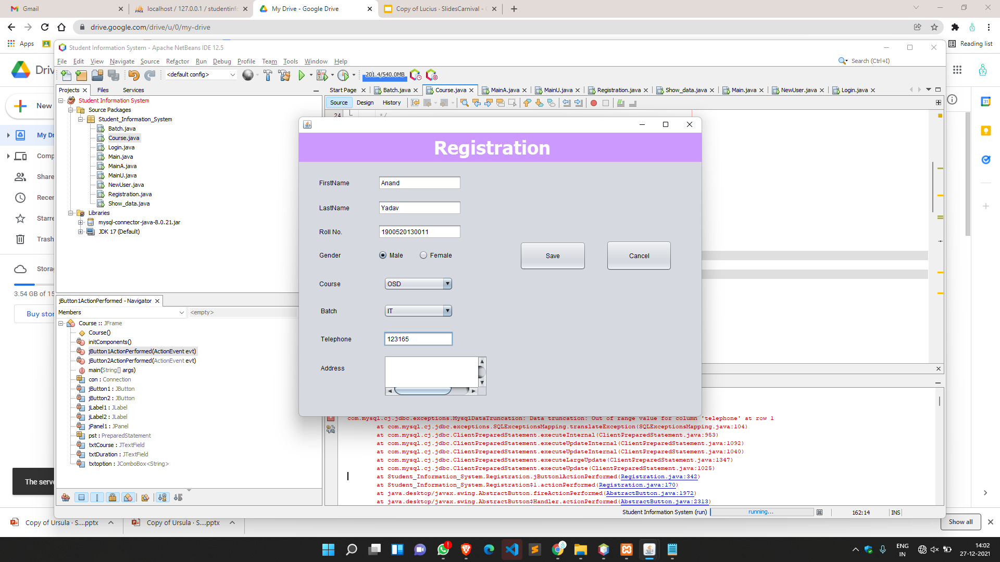 Gmail
localhost / 127.0.0.1 / studentinfo
My Drive - Google Drive
Copy of Lucius · SlidesCarnival -
drive.google.com/drive/u/0/my-drive
Apps
Reading list
Student Information System - Apache NetBeans IDE 12.5
File Edit View Navigate Source Refactor Run Debug Profile Team Tools Window Help
Search (Ctrl+I)
<default config>
201.4/540.0MB
Projects Files Services
Start Page Batch.java Course.java MainA.java MainU.java Registration.java Show_data.java Main.java NewUser.java Login.java
Source Design History
24 */
Student Information System
Source Packages
Student_Information_System
Batch.java
Course.java
Login.java
Main.java
MainA.java
MainU.java
NewUser.java
Registration.java
Show_data.java
Libraries
mysql-connector-java-8.0.21.jar
JDK 17 (Default)
Driv
New
My Dr
Comp
Share
Recen
Starre
Trash
Storag
3.54 GB of 15
Buy stor
The serve
jButton1ActionPerformed - Navigator
Members
<empty>
Course :: JFrame
Course()
initComponents()
jButton1ActionPerformed(ActionEvent evt)
jButton2ActionPerformed(ActionEvent evt)
main(String[] args)
con : Connection
jButton1 : JButton
jButton2 : JButton
jLabel1 : JLabel
jLabel2 : JLabel
jPanel1 : JPanel
pst : PreparedStatement
txtCourse : JTextField
txtDuration : JTextField
txtoption : JComboBox<String>
Registration
FirstName Anand
LastName Yadav
Roll No. 1900520130011
Gender Male Female
Save Cancel
Course OSD
Batch IT
Telephone 123165
Address
com.mysql.cj.jdbc.exceptions.MysqlDataTruncation: Data truncation: Out of range value for column 'telephone' at row 1
at com.mysql.cj.jdbc.exceptions.SQLExceptionsMapping.translateException(SQLExceptionsMapping.java:104)
at com.mysql.cj.jdbc.ClientPreparedStatement.executeInternal(ClientPreparedStatement.java:953)
at com.mysql.cj.jdbc.ClientPreparedStatement.executeUpdateInternal(ClientPreparedStatement.java:1092)
at com.mysql.cj.jdbc.ClientPreparedStatement.executeUpdateInternal(ClientPreparedStatement.java:1040)
at com.mysql.cj.jdbc.ClientPreparedStatement.executeLargeUpdate(ClientPreparedStatement.java:1347)
at com.mysql.cj.jdbc.ClientPreparedStatement.executeUpdate(ClientPreparedStatement.java:1025)
at Student_Information_System.Registration.jButton1ActionPerformed(Registration.java:342)
at Student_Information_System.Registration$1.actionPerformed(Registration.java:170)
at java.desktop/javax.swing.AbstractButton.fireActionPerformed(AbstractButton.java:1972)
at java.desktop/javax.swing.AbstractButton$Handler.actionPerformed(AbstractButton.java:2313)
Student Information System (run) running... 162:14 INS
Copy of Ursula · S....pptx
Copy of Ursula · S....pptx
Show all
ENG
IN
14:02
27-12-2021